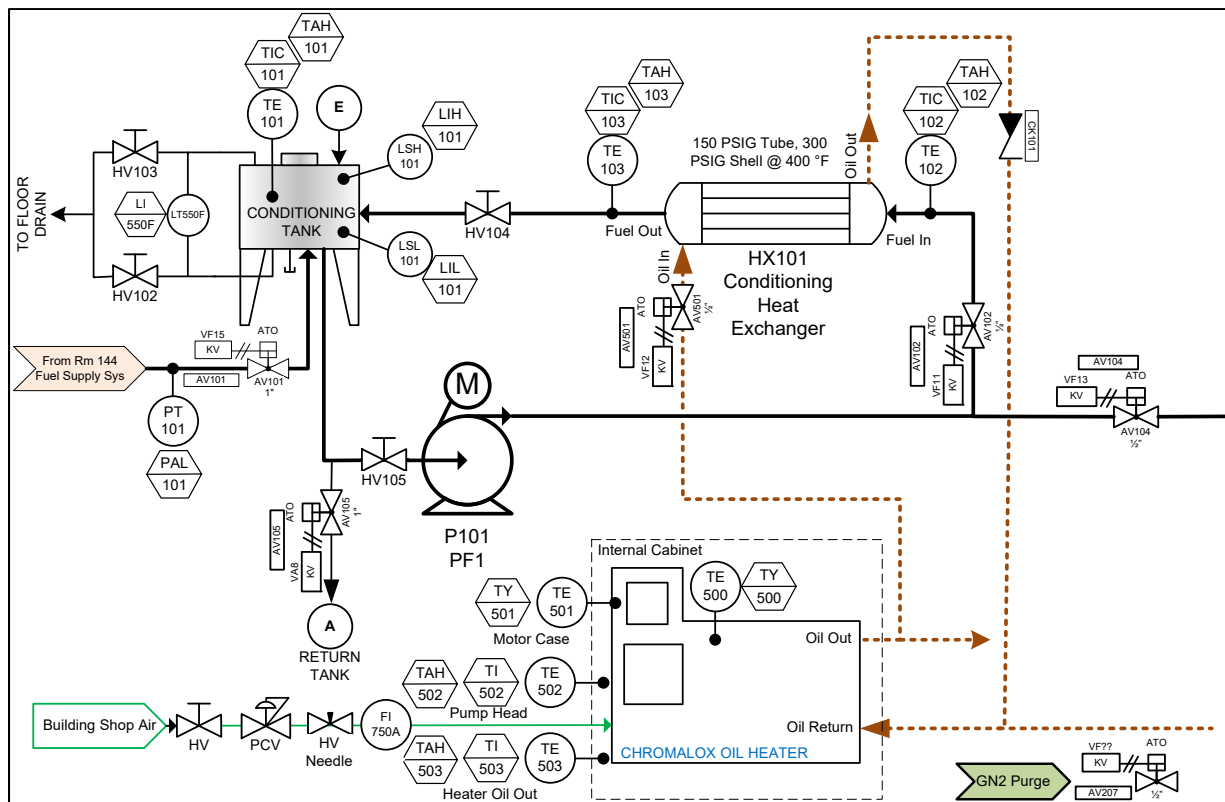 TAH
101
TIC
101
TE
101
E
LIH
101
LSH
101
HV103
TO FLOOR
DRAIN
LI
550F
LT550F
CONDITIONING
TANK
HV102
LSL
101
LIL
101
HV104
TAH
103
TIC
103
TE
103
Fuel Out
150 PSIG Tube, 300
PSIG Shell @ 400 °F
Oil Out
Oil In
HX101
Conditioning
Heat
Exchanger
TAH
102
TIC
102
TE
102
Fuel In
CK101
From Rm 144
Fuel Supply Sys
VF15
KV
ATO
AV101
AV101
1"
PT
101
PAL
101
AV501
ATO
VF12
KV
AV501
½"
AV102
ATO
VF11
KV
AV102
½"
AV104
VF13
KV
ATO
AV104
½"
HV105
M
P101
PF1
AV105
ATO
VA8
KV
AV105
1"
A
RETURN
TANK
Internal Cabinet
TY
501
TE
501
Motor Case
TE
500
TY
500
Oil Out
TAH
502
TI
502
TE
502
Pump Head
Building Shop Air
HV
PCV
HV
Needle
FI
750A
TAH
503
TI
503
TE
503
Heater Oil Out
Oil Return
CHROMALOX OIL HEATER
GN2 Purge
VF??
KV
ATO
AV207
½"